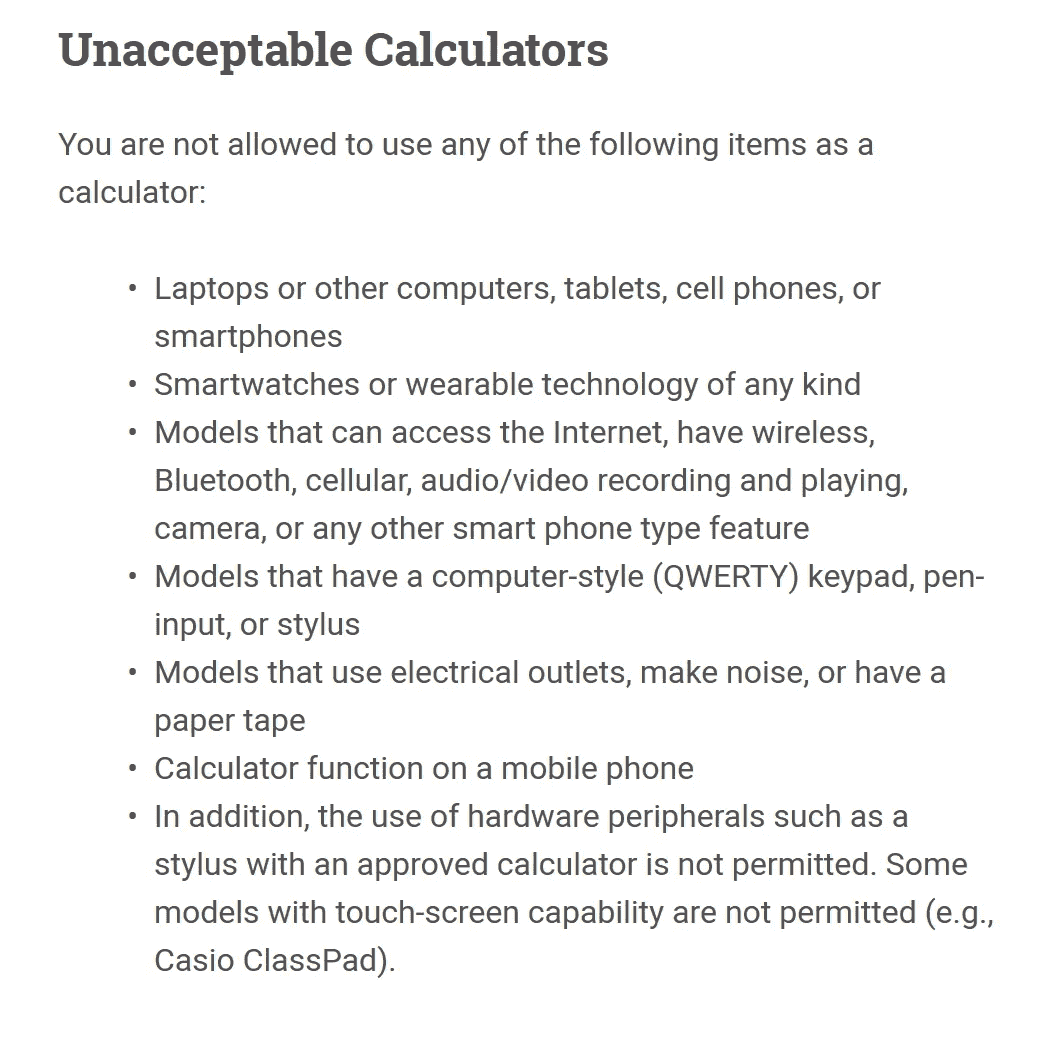 Unacceptable Calculators
You are not allowed to use any of the following items as a
calculator:
• Laptops or other computers, tablets, cell phones, or
smartphones
• Smartwatches or wearable technology of any kind
• Models that can access the Internet, have wireless,
Bluetooth, cellular, audio/video recording and playing,
camera, or any other smart phone type feature
• Models that have a computer-style (QWERTY) keypad, pen-
input, or stylus
• Models that use electrical outlets, make noise, or have a
paper tape
• Calculator function on a mobile phone
• In addition, the use of hardware peripherals such as a
stylus with an approved calculator is not permitted. Some
models with touch-screen capability are not permitted (e.g.,
Casio ClassPad).